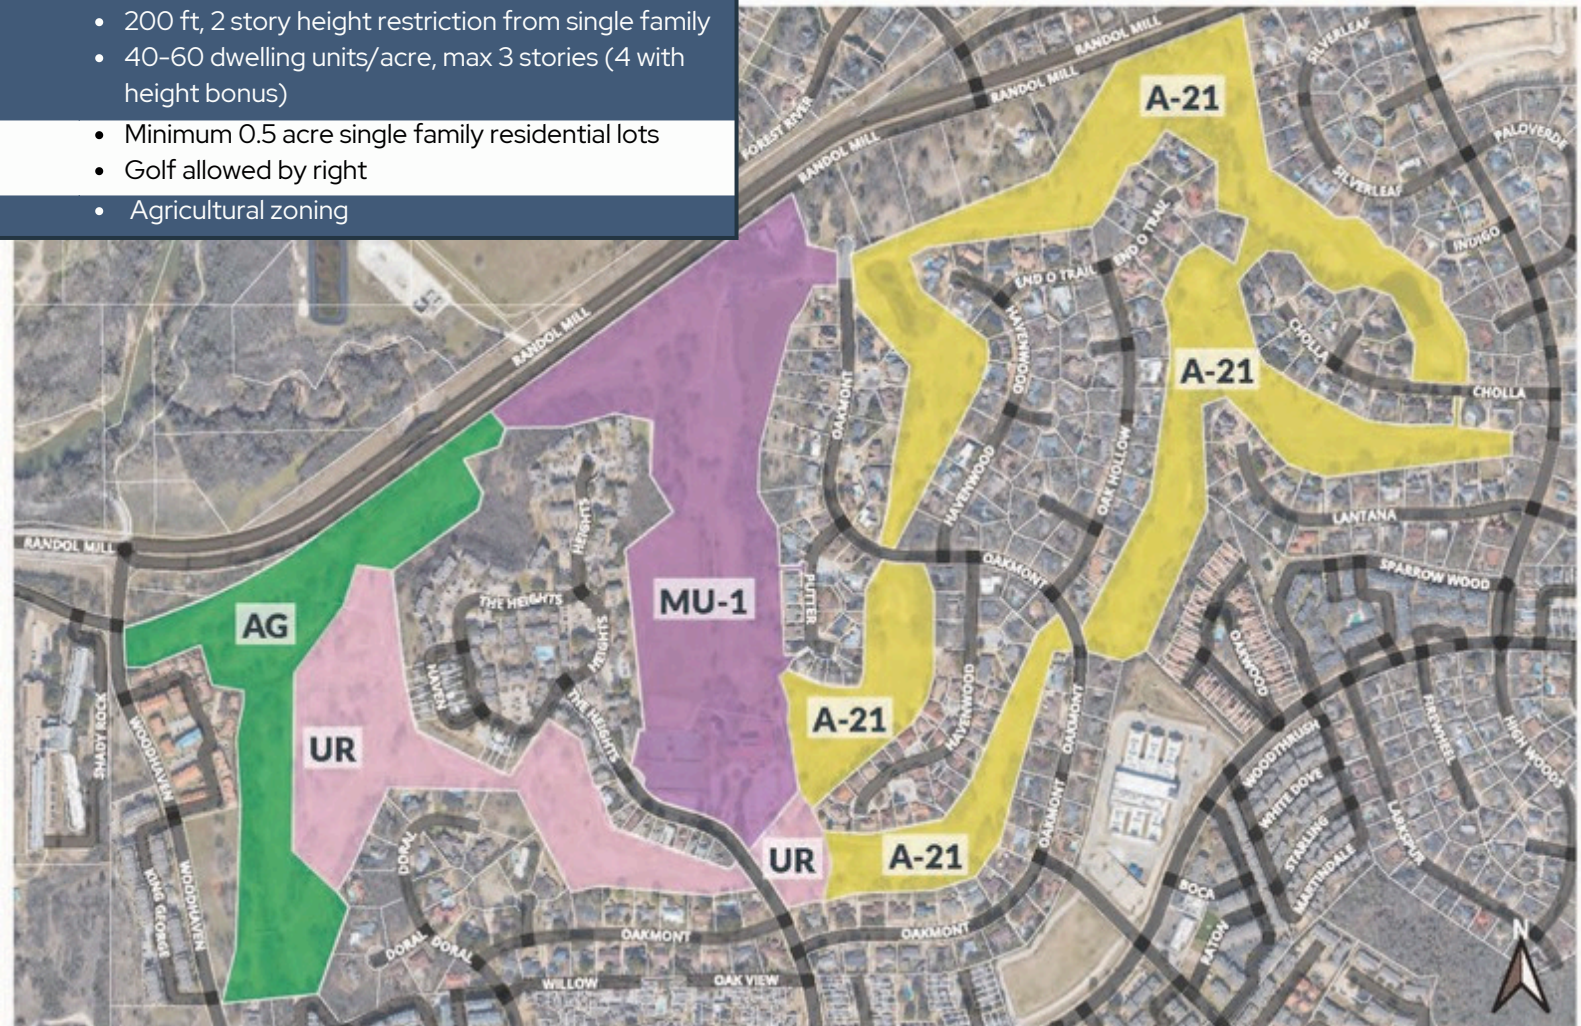 • 200 ft, 2 story height restriction from single family
• 40-60 dwelling units/acre, max 3 stories (4 with
height bonus)
• Minimum 0.5 acre single family residential lots
• Golf allowed by right
• Agricultural zoning
RANDOL MILL
RANDOL MILL
RANDOL MILL
FOREST RIVER
SILVERLEAF
A-21
PALOVERDE
SILVERLEAF
INDIGO
END O TRAIL
END O TRAIL
RANDOL MILL
HAVENWOOD
CHOLLA
A-21
CHOLLA
OAKMONT
HAVENWOOD
OAK HOLLOW
LANTANA
HEIGHTS
RANDOL MILL
OAKMONT
SPARROW WOOD
PUTTER
THE HEIGHTS
MU-1
AG
HEIGHTS
HAVEN
OAKWOOD
THE HEIGHTS
A-21
HAVENWOOD
OAKMONT
UR
SHADY ROCK
WOODHAVEN
FIREWHEEL
HIGH WOODS
WOODTHRUSH
WHITE DOVE
STARLING
MARTINDALE
LARKSPUR
OAKMONT
DORAL
UR
A-21
KING GEORGE
WOODHAVEN
BOCA
RATON
OAKMONT
OAKMONT
DORAL
DORAL
WILLOW
OAK VIEW
N